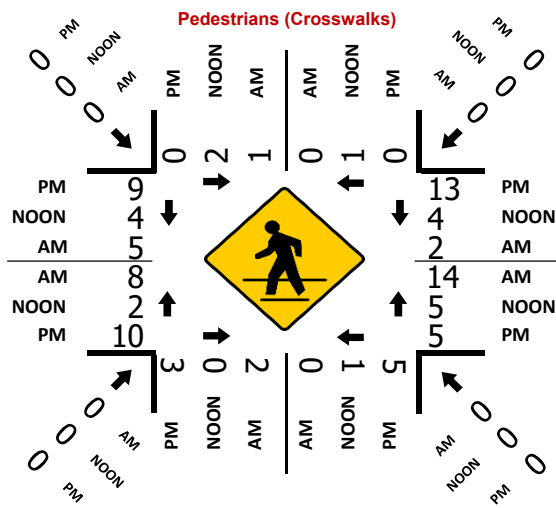 Pedestrians (Crosswalks)
0 PM
0 NOON
0 AM
PM NOON AM AM NOON PM
0 2 1 0 1 0
PM 0
NOON 0
AM 0
PM 9 13 PM
NOON 4 4 NOON
AM 5 2 AM
AM 8 14 AM
NOON 2 5 NOON
PM 10 5 PM
3 0 2 0 1 5
PM NOON AM AM NOON PM
0 AM
0 NOON
0 PM
AM 0
NOON 0
PM 0